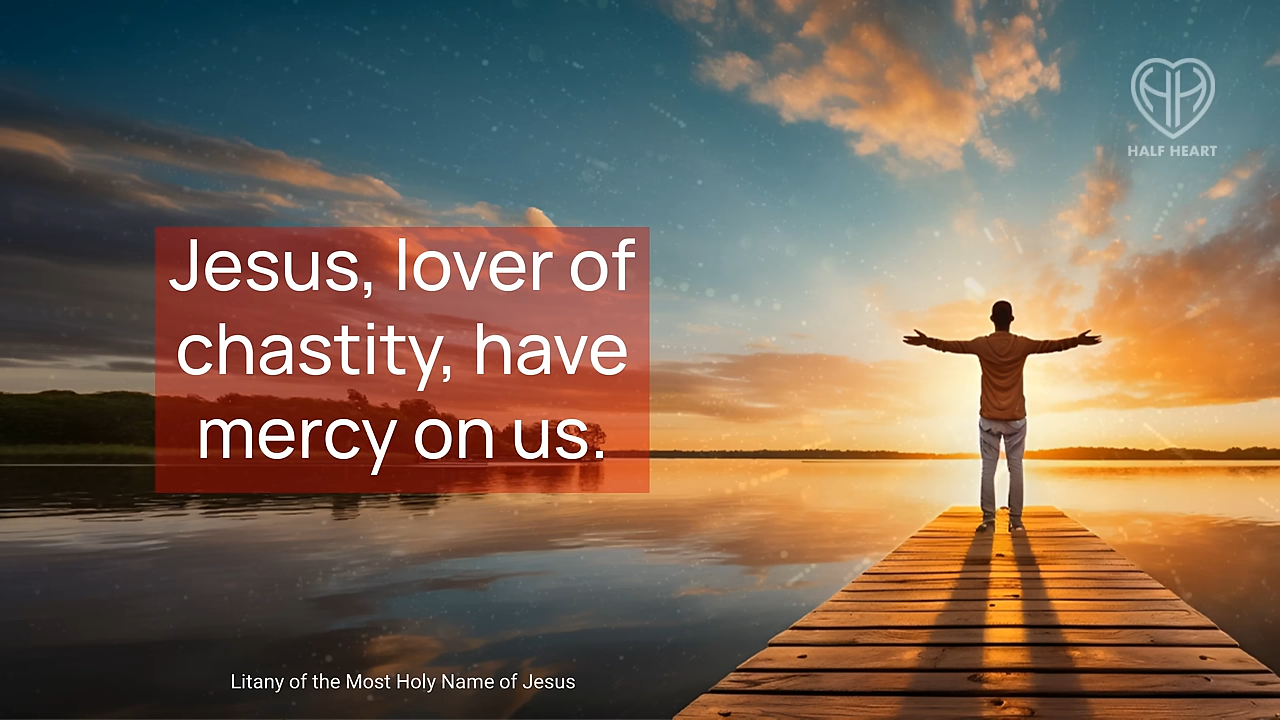 HALF HEART
Jesus, lover of
chastity, have
mercy on us.
Litany of the Most Holy Name of Jesus